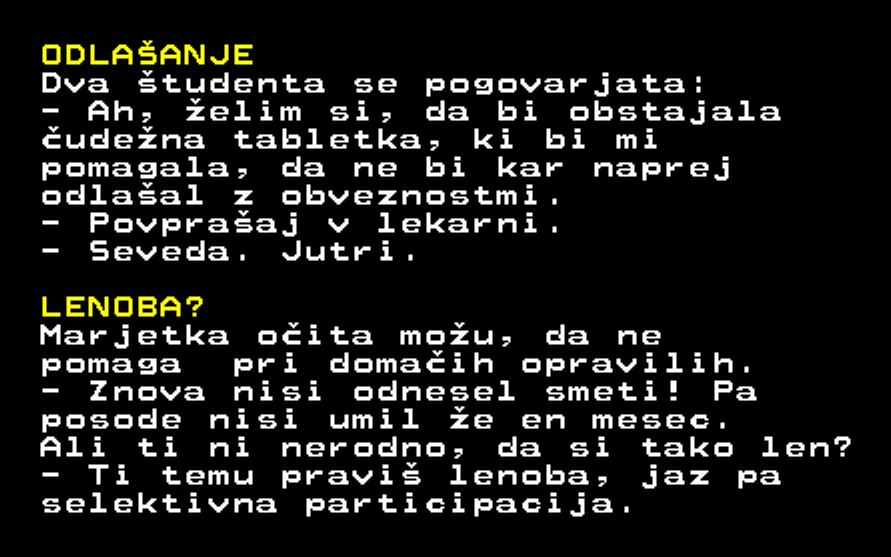 ODLAŠANJE
Dva študenta se pogovarjata:
- Ah, želim si, da bi obstajala
čudežna tabletka, ki bi mi
pomagala, da ne bi kar naprej
odlašal z obveznostmi.
- Povprašaj v lekarni.
- Seveda. Jutri.

LENOBA?
Marjetka očita možu, da ne
pomaga  pri domačih opravilih.
- Znova nisi odnesel smeti! Pa
posode nisi umil že en mesec.
Ali ti ni nerodno, da si tako len?
- Ti temu praviš lenoba, jaz pa
selektivna participacija.